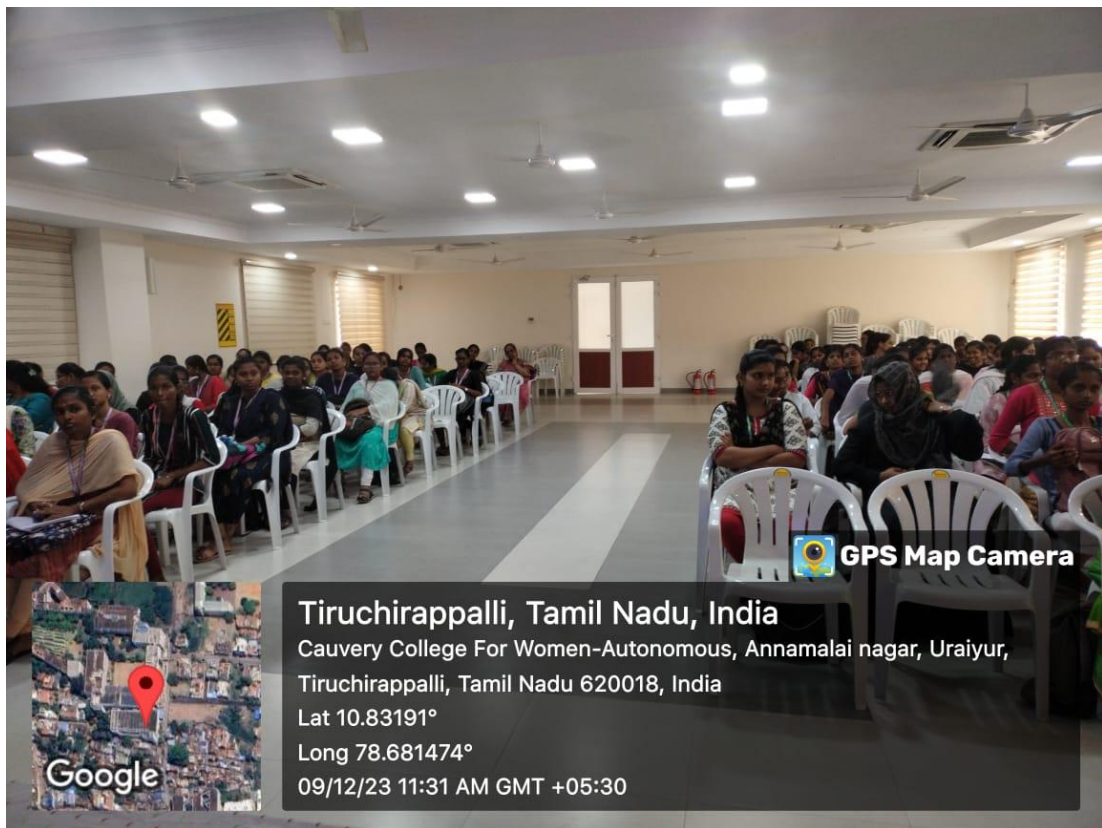 GPS Map Camera
Tiruchirappalli, Tamil Nadu, India
Cauvery College For Women-Autonomous, Annamalai nagar, Uraiyur,
Tiruchirappalli, Tamil Nadu 620018, India
Lat 10.83191°
Long 78.681474°
09/12/23 11:31 AM GMT +05:30
Google